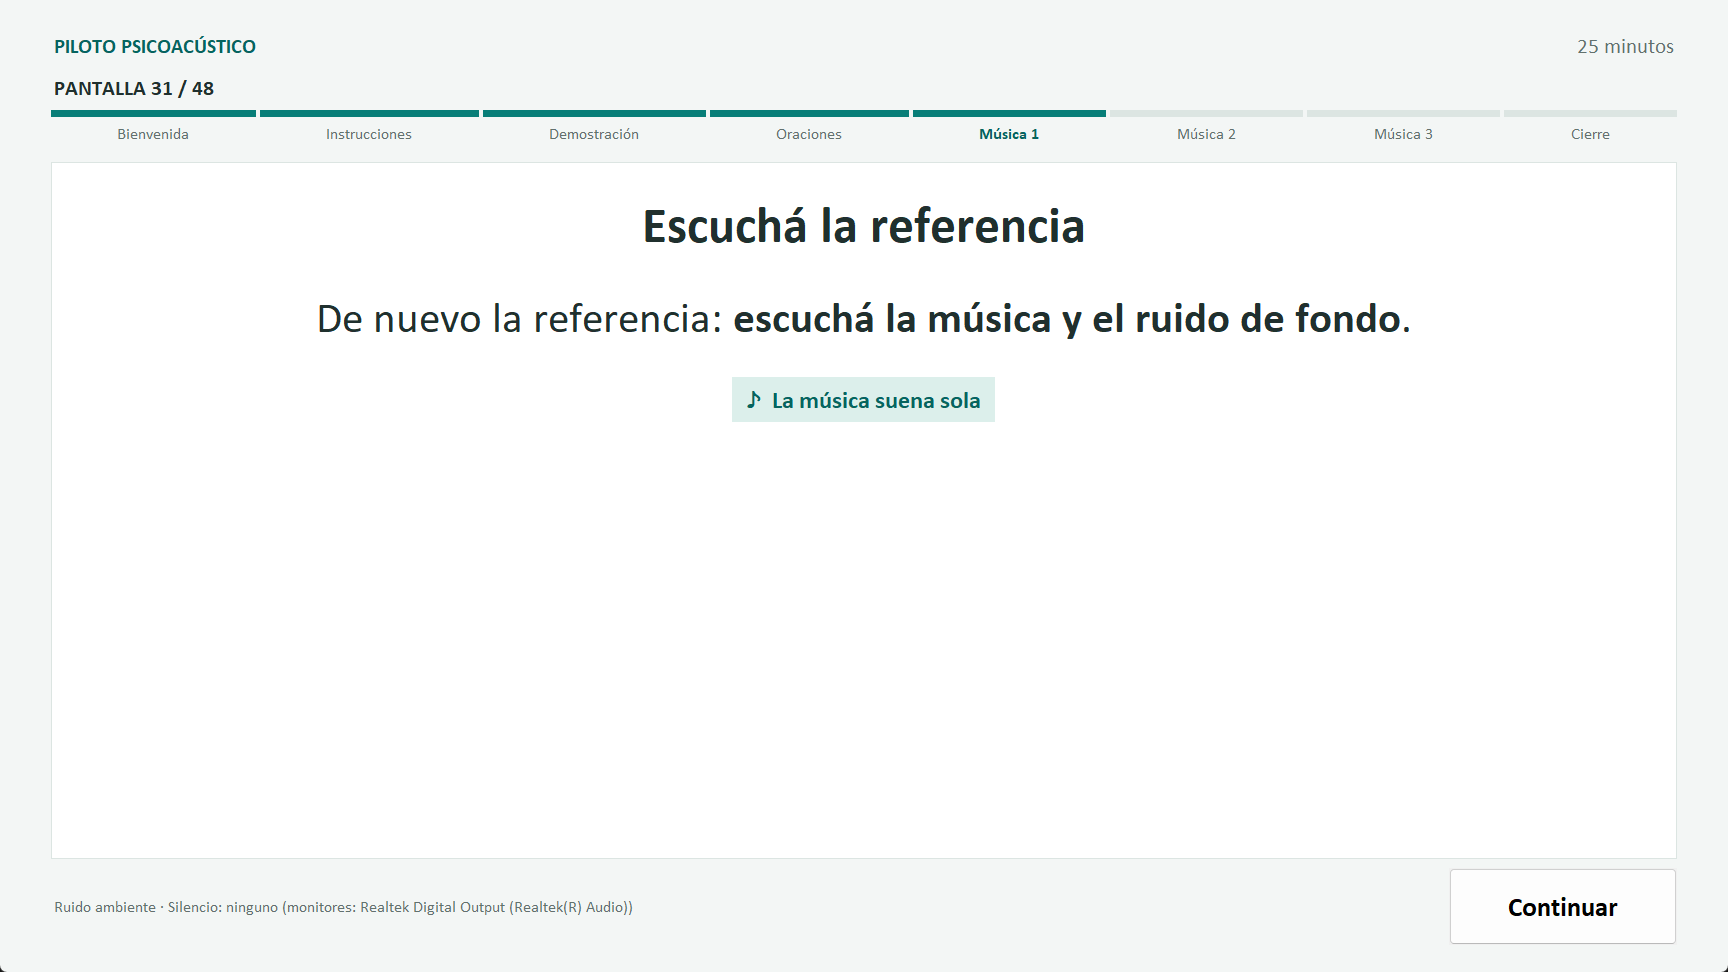 PILOTO PSICOACÚSTICO
25 minutos
PANTALLA 31 / 48
Bienvenida
Instrucciones
Demostración
Oraciones
Música 1
Música 2
Música 3
Cierre
Escuchá la referencia
De nuevo la referencia: escuchá la música y el ruido de fondo.
♪ La música suena sola
Ruido ambiente · Silencio: ninguno (monitores: Realtek Digital Output (Realtek(R) Audio))
Continuar